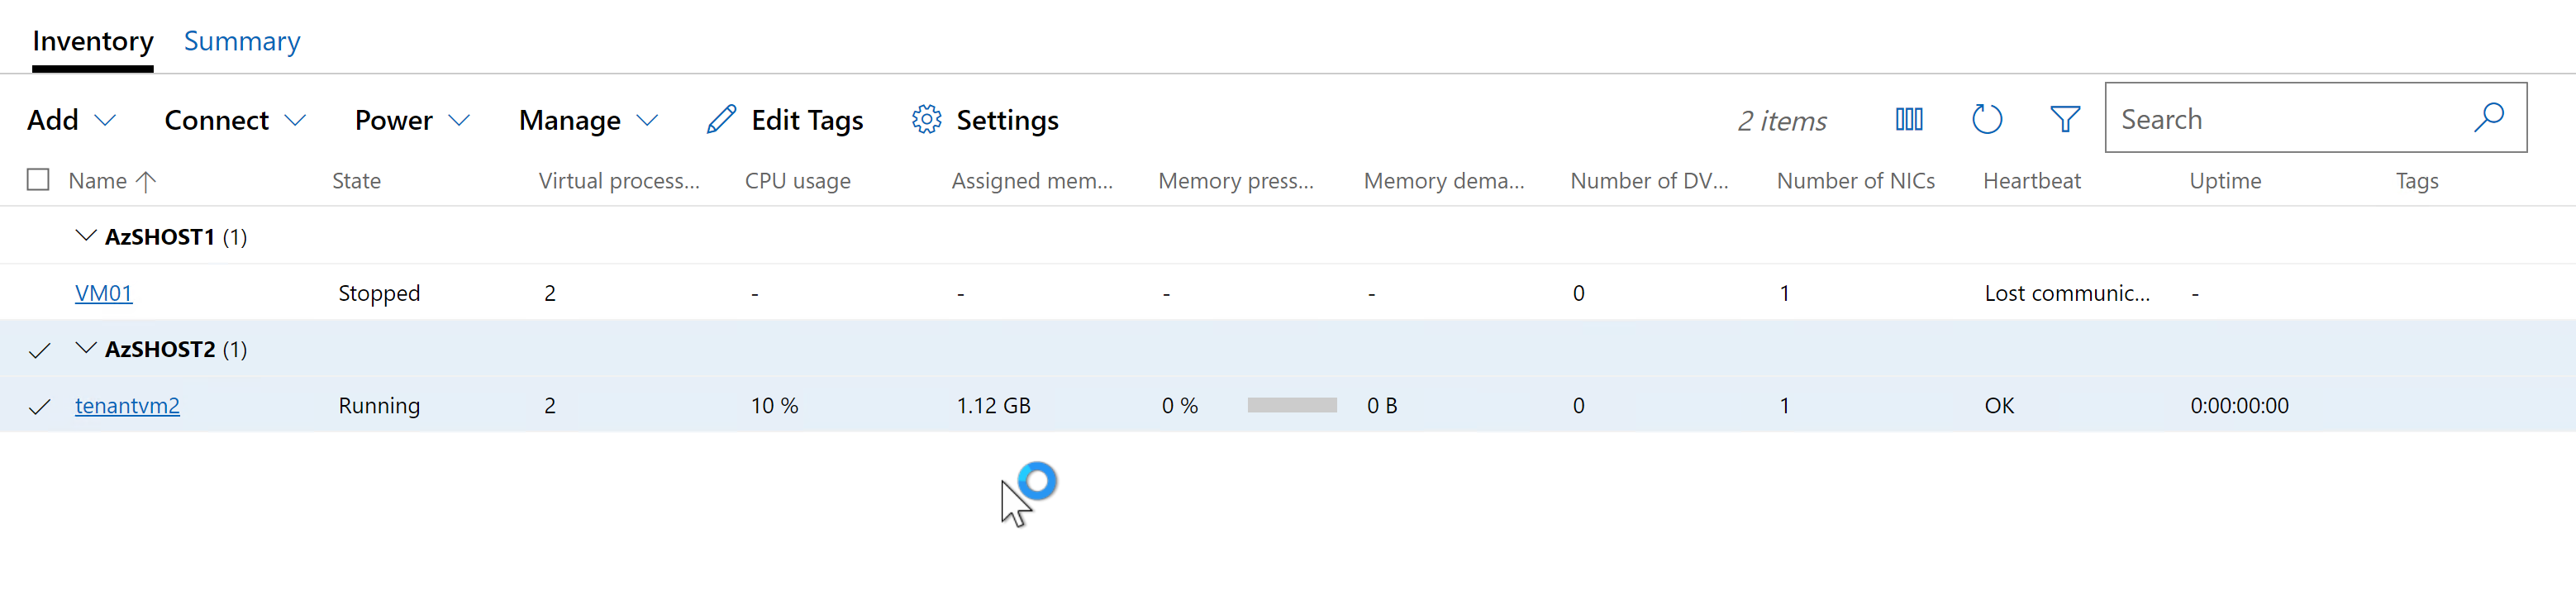 Inventory Summary
Add Connect Power Manage Edit Tags Settings 2 items Search
Name State Virtual process... CPU usage Assigned mem... Memory press... Memory dema... Number of DV... Number of NICs Heartbeat Uptime Tags
AzSHOST1 (1)
VM01 Stopped 2 - - - - 0 1 Lost communic... -
AzSHOST2 (1)
tenantvm2 Running 2 10 % 1.12 GB 0 % 0 B 0 1 OK 0:00:00:00